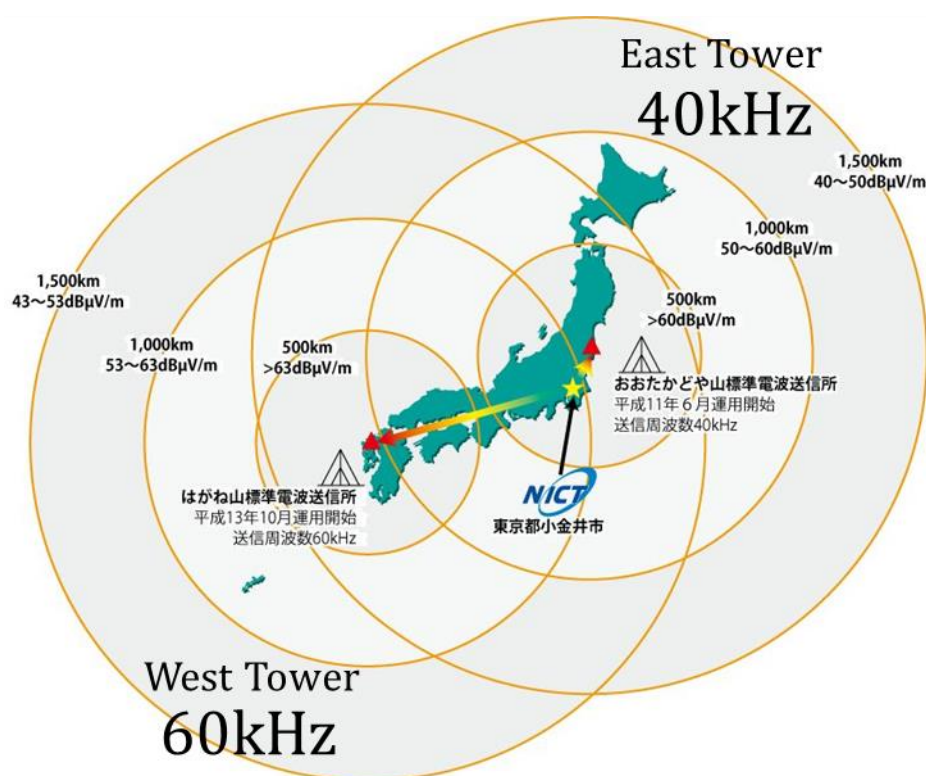 East Tower
40kHz
1,500km
40～50dBμV/m
1,000km
50～60dBμV/m
500km
>60dBμV/m
おおたかどや山標準電波送信所
平成11年6月運用開始
送信周波数40kHz
1,500km
43～53dBμV/m
1,000km
53～63dBμV/m
500km
>63dBμV/m
はがね山標準電波送信所
平成13年10月運用開始
送信周波数60kHz
NICT
東京都小金井市
West Tower
60kHz